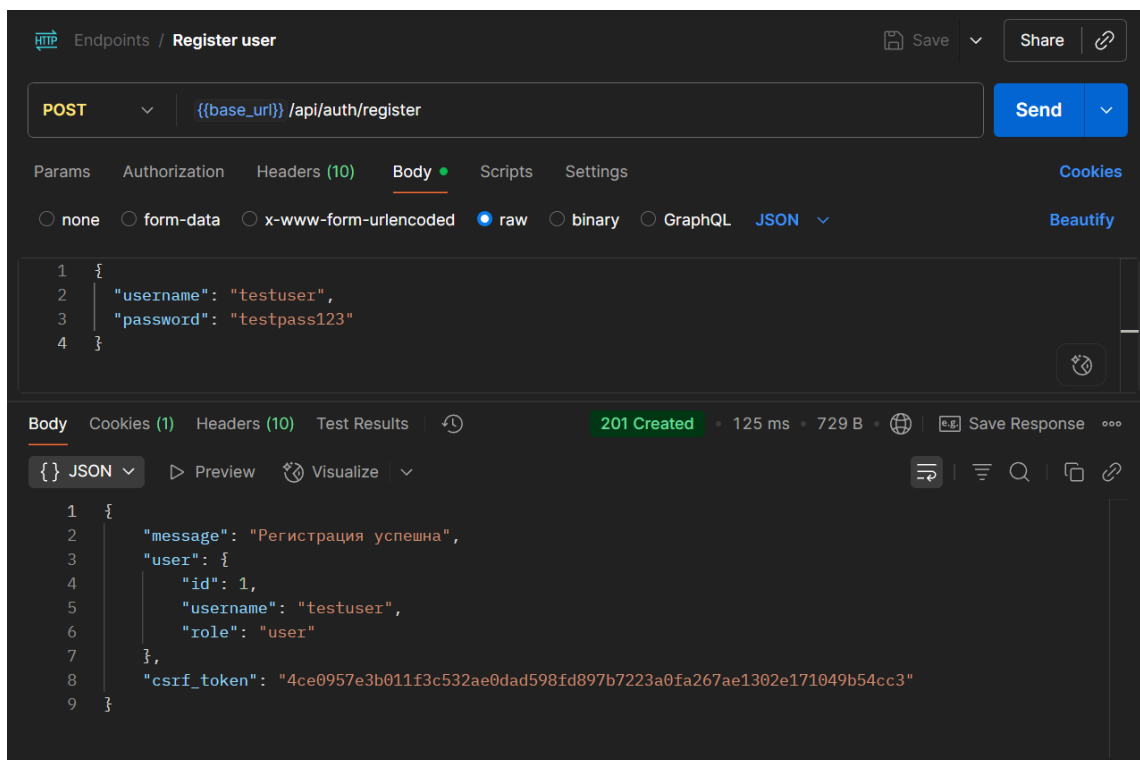 HTTP Endpoints / Register user Save Share
POST {{base_url}} /api/auth/register Send
Params Authorization Headers (10) Body Scripts Settings Cookies
none form-data x-www-form-urlencoded raw binary GraphQL JSON Beautify
1 {
2 "username": "testuser",
3 "password": "testpass123"
4 }
Body Cookies (1) Headers (10) Test Results 201 Created • 125 ms • 729 B • e.g. Save Response
{} JSON Preview Visualize
1 {
2 "message": "Регистрация успешна",
3 "user": {
4 "id": 1,
5 "username": "testuser",
6 "role": "user"
7 },
8 "csrf_token": "4ce0957e3b011f3c532ae0dad598fd897b7223a0fa267ae1302e171049b54cc3"
9 }